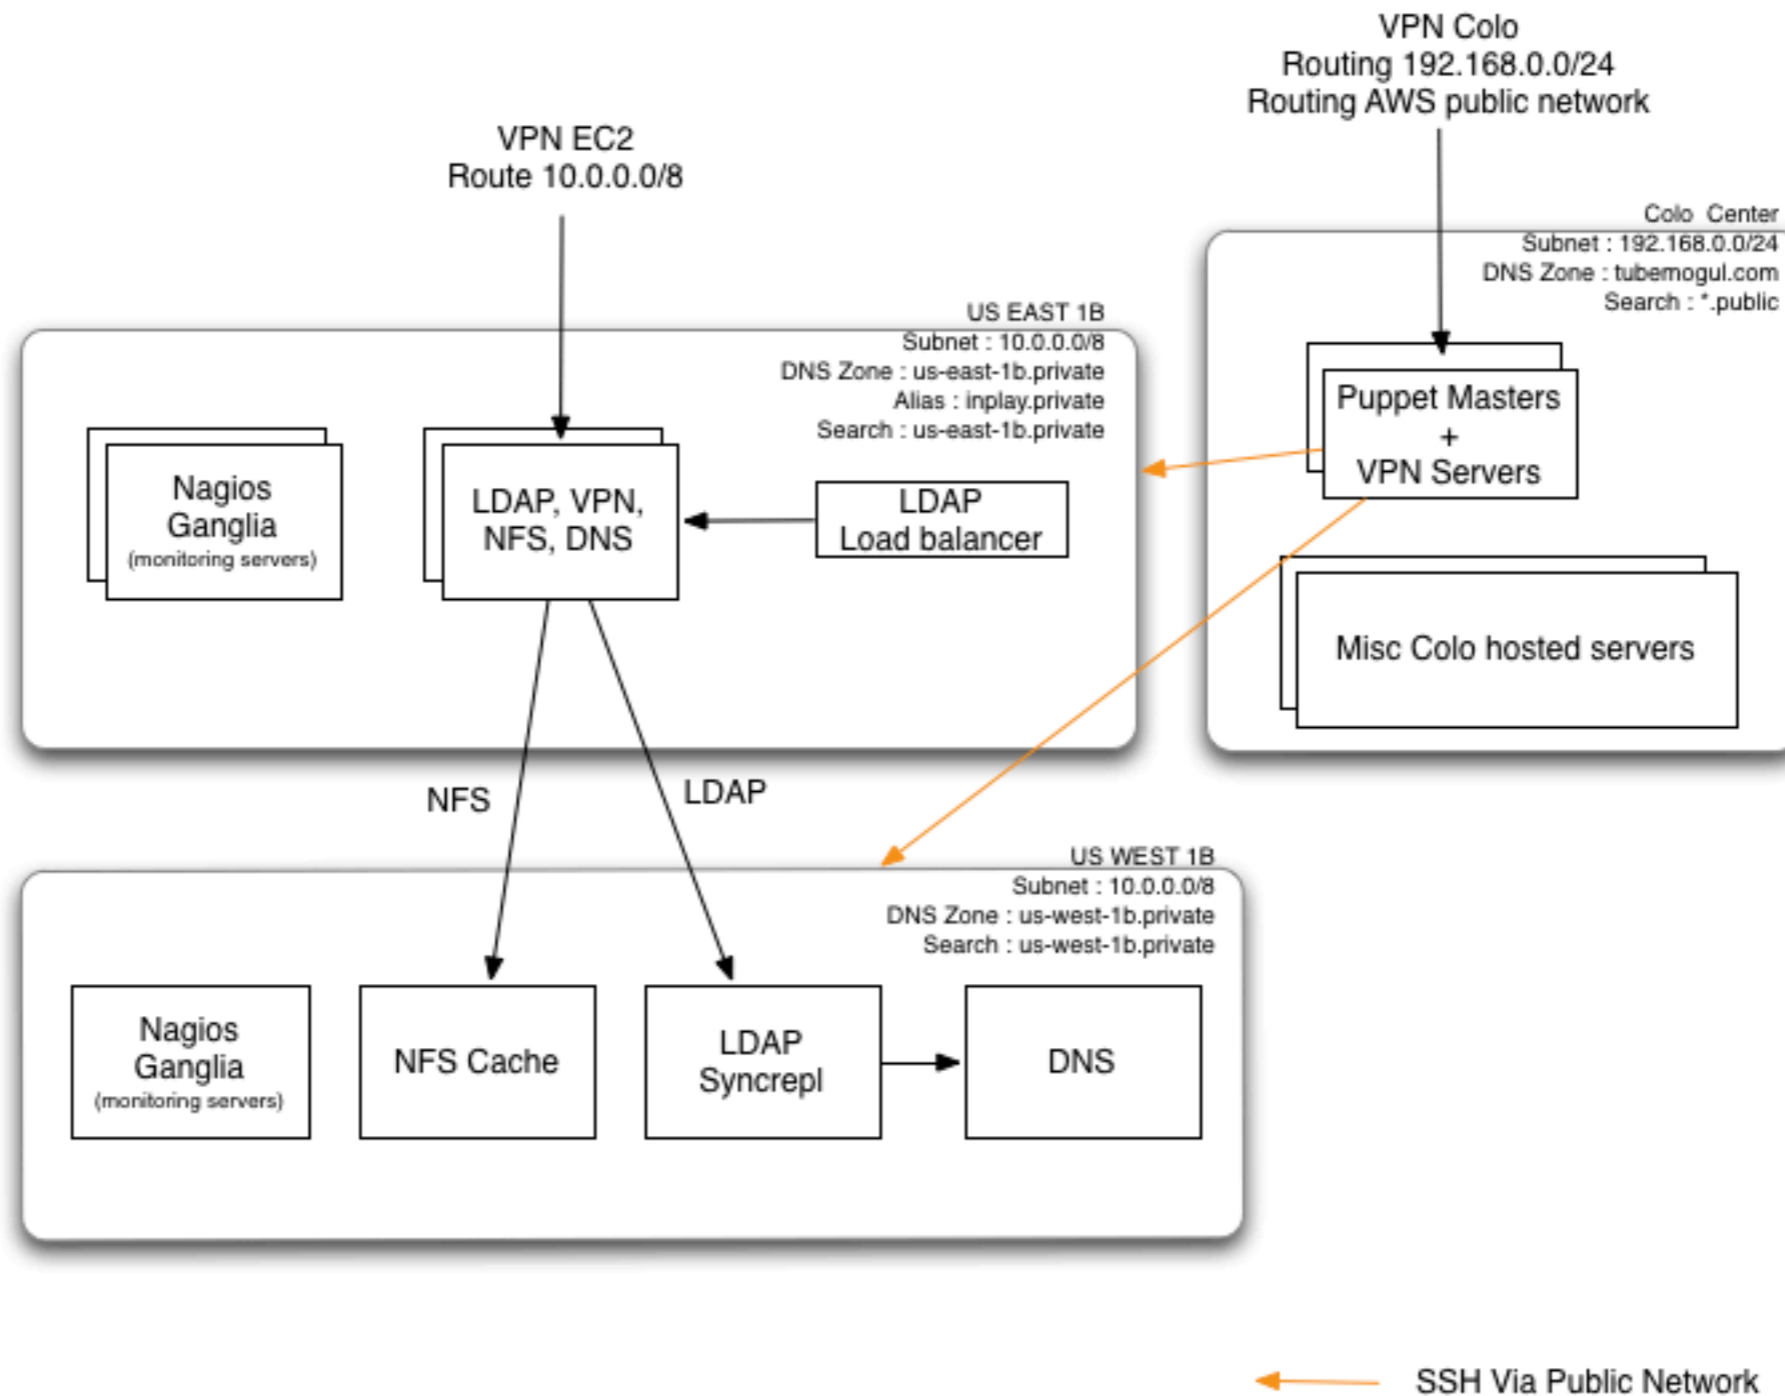 VPN Colo
Routing 192.168.0.0/24
Routing AWS public network
VPN EC2
Route 10.0.0.0/8
Colo Center
Subnet : 192.168.0.0/24
DNS Zone : tubemogul.com
Search : *.public
US EAST 1B
Subnet : 10.0.0.0/8
DNS Zone : us-east-1b.private
Alias : inplay.private
Search : us-east-1b.private
Puppet Masters
+
VPN Servers
Nagios
Ganglia
(monitoring servers)
LDAP, VPN,
NFS, DNS
LDAP
Load balancer
Misc Colo hosted servers
NFS
LDAP
US WEST 1B
Subnet : 10.0.0.0/8
DNS Zone : us-west-1b.private
Search : us-west-1b.private
Nagios
Ganglia
(monitoring servers)
NFS Cache
LDAP
Syncrepl
DNS
SSH Via Public Network